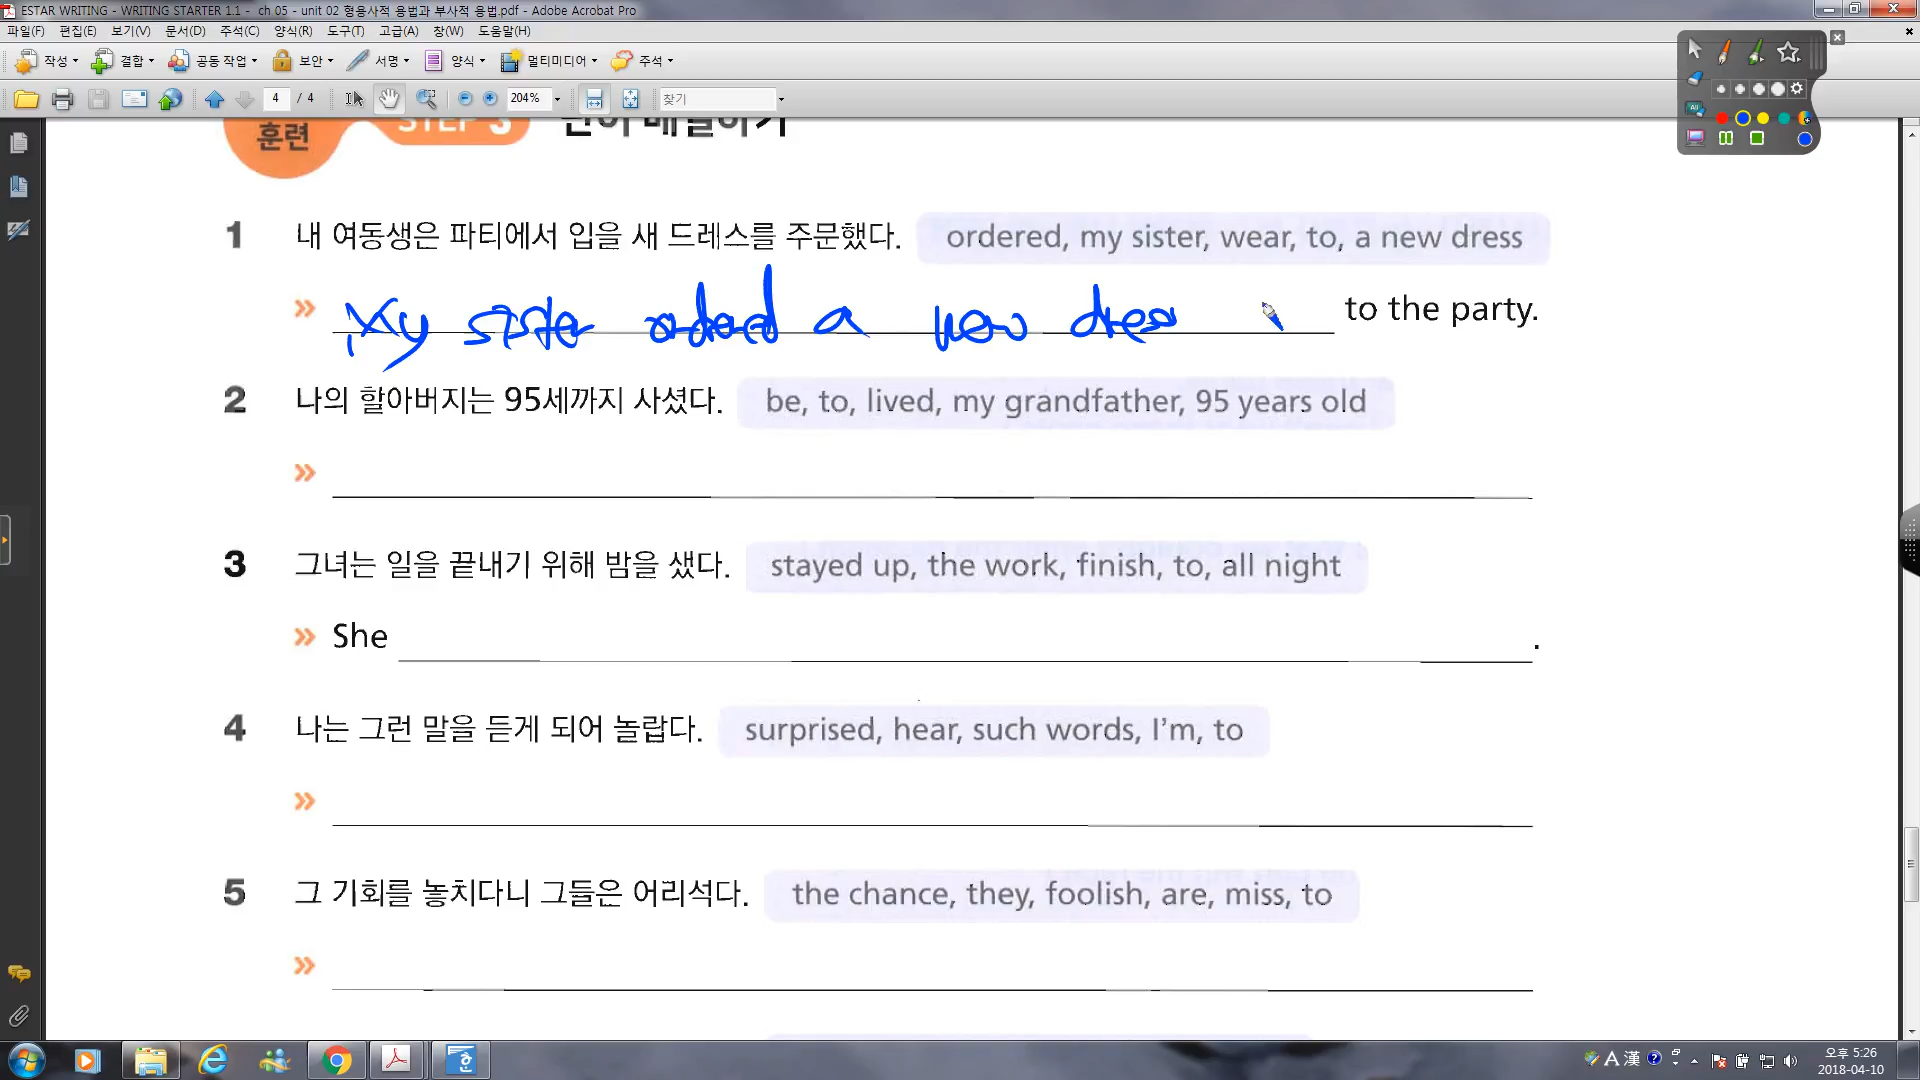 ESTAR WRITING - WRITING STARTER 1.1 - ch 05 - unit 02 형용사적 용법과 부사적 용법.pdf - Adobe Acrobat Pro
파일(F) 편집(E) 보기(V) 문서(D) 주석(C) 양식(R) 도구(T) 고급(A) 창(W) 도움말(H)
작성 결합 공동 작업 보안 서명 양식 멀티미디어 주석
4 / 4 204% 찾기
훈련 STEP 3 단어 배열하기
1 내 여동생은 파티에서 입을 새 드레스를 주문했다. ordered, my sister, wear, to, a new dress
» My sister ordered a new dress to the party.
2 나의 할아버지는 95세까지 사셨다. be, to, lived, my grandfather, 95 years old
»
3 그녀는 일을 끝내기 위해 밤을 샜다. stayed up, the work, finish, to, all night
» She .
4 나는 그런 말을 듣게 되어 놀랍다. surprised, hear, such words, I'm, to
»
5 그 기회를 놓치다니 그들은 어리석다. the chance, they, foolish, are, miss, to
»
A 漢
오후 5:26
2018-04-10